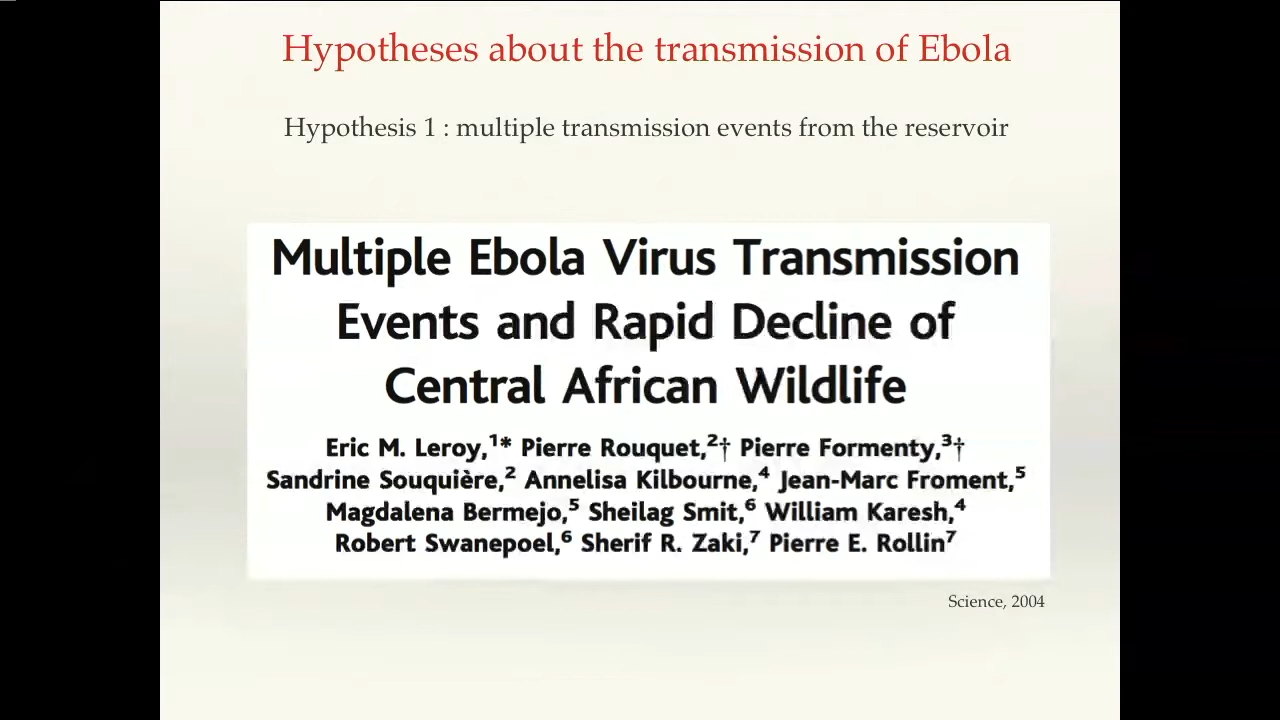 Hypotheses about the transmission of Ebola
Hypothesis 1 : multiple transmission events from the reservoir
Multiple Ebola Virus Transmission
Events and Rapid Decline of
Central African Wildlife
Eric M. Leroy,¹* Pierre Rouquet,²† Pierre Formenty,³†
Sandrine Souquière,² Annelisa Kilbourne,⁴ Jean-Marc Froment,⁵
Magdalena Bermejo,⁵ Sheilag Smit,⁶ William Karesh,⁴
Robert Swanepoel,⁶ Sherif R. Zaki,⁷ Pierre E. Rollin⁷
Science, 2004